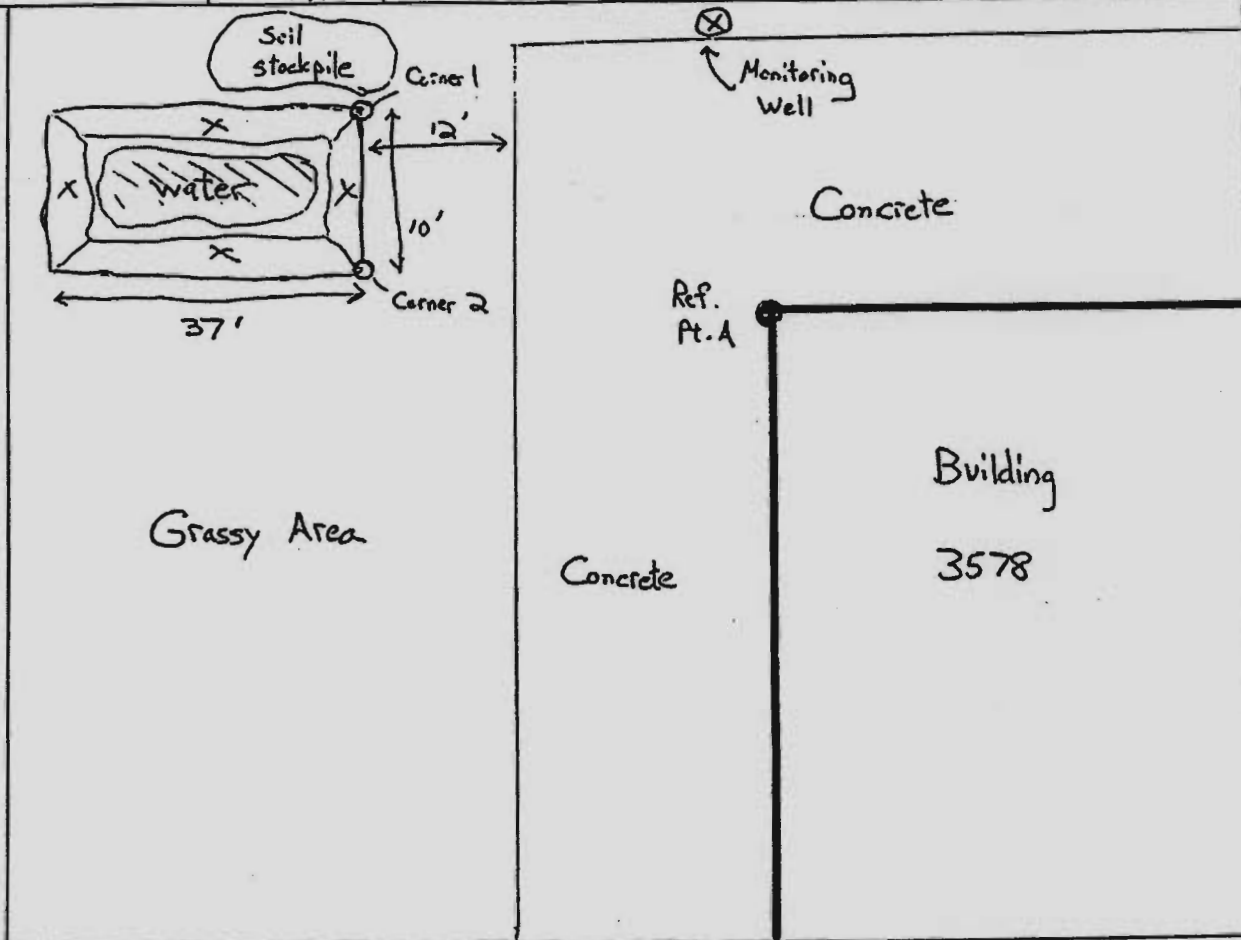 Soil
stockpile
Corner 1
Monitoring
Well
12'
water
10'
Concrete
Corner 2
37'
Ref.
Pt. A
Building
3578
Grassy Area
Concrete